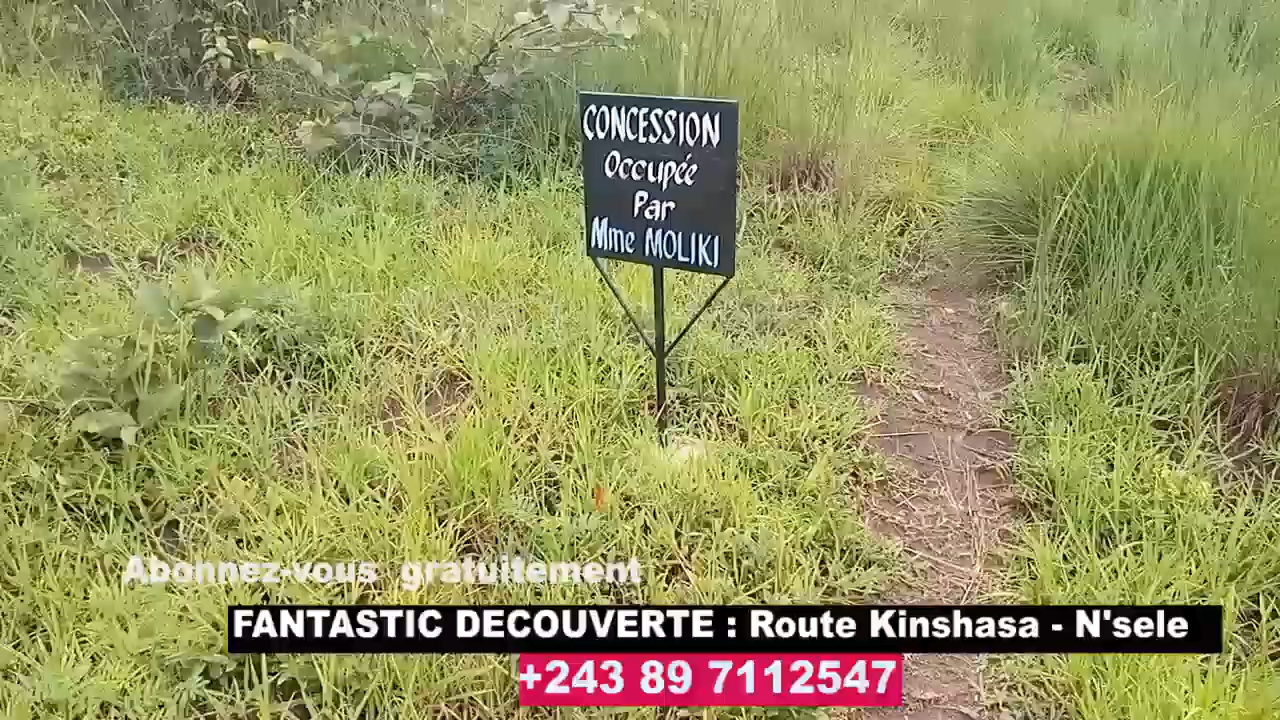 CONCESSION
Occupée
Par
Mme MOLIKI
Abonnez-vous gratuitement
FANTASTIC DECOUVERTE : Route Kinshasa - N'sele
+243 89 7112547